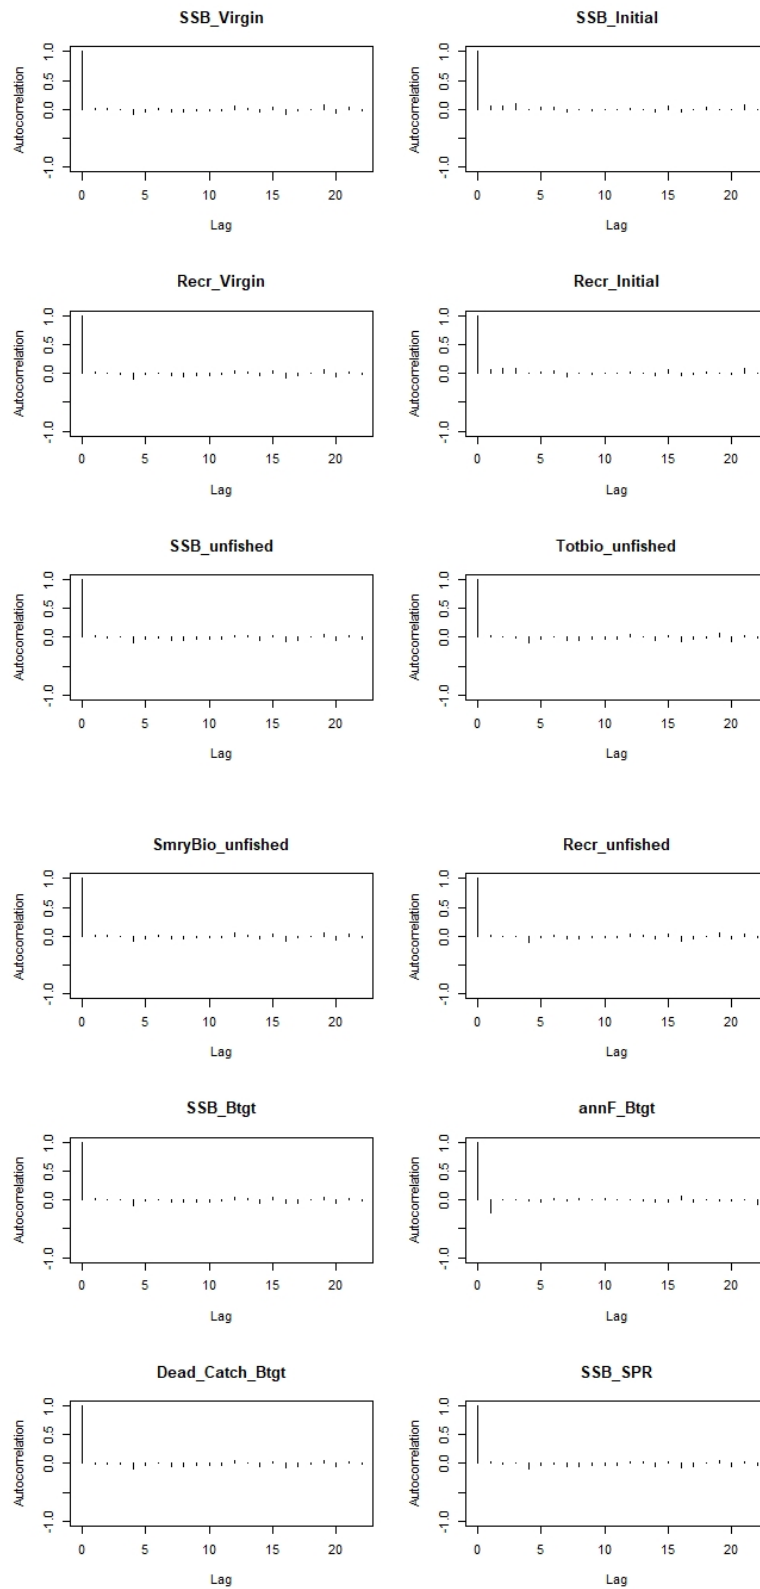 SSB_Virgin
SSB_Initial
Autocorrelation
1.0
0.5
0.0
-1.0
0 5 10 15 20
Lag
Autocorrelation
1.0
0.5
0.0
-1.0
0 5 10 15 20
Lag
Recr_Virgin
Recr_Initial
Autocorrelation
1.0
0.5
0.0
-1.0
0 5 10 15 20
Lag
Autocorrelation
1.0
0.5
0.0
-1.0
0 5 10 15 20
Lag
SSB_unfished
Totbio_unfished
Autocorrelation
1.0
0.5
0.0
-1.0
0 5 10 15 20
Lag
Autocorrelation
1.0
0.5
0.0
-1.0
0 5 10 15 20
Lag
SmryBio_unfished
Recr_unfished
Autocorrelation
1.0
0.5
0.0
-1.0
0 5 10 15 20
Lag
Autocorrelation
1.0
0.5
0.0
-1.0
0 5 10 15 20
Lag
SSB_Btgt
annF_Btgt
Autocorrelation
1.0
0.5
0.0
-1.0
0 5 10 15 20
Lag
Autocorrelation
1.0
0.5
0.0
-1.0
0 5 10 15 20
Lag
Dead_Catch_Btgt
SSB_SPR
Autocorrelation
1.0
0.5
0.0
-1.0
0 5 10 15 20
Lag
Autocorrelation
1.0
0.5
0.0
-1.0
0 5 10 15 20
Lag